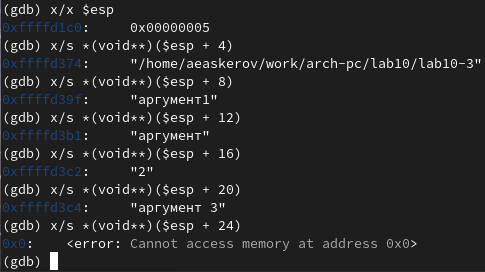 (gdb) x/x $esp
0xffffd1c0:	0x00000005
(gdb) x/s *(void**)($esp + 4)
0xffffd374:	"/home/aeaskerov/work/arch-pc/lab10/lab10-3"
(gdb) x/s *(void**)($esp + 8)
0xffffd39f:	"аргумент1"
(gdb) x/s *(void**)($esp + 12)
0xffffd3b1:	"аргумент"
(gdb) x/s *(void**)($esp + 16)
0xffffd3c2:	"2"
(gdb) x/s *(void**)($esp + 20)
0xffffd3c4:	"аргумент 3"
(gdb) x/s *(void**)($esp + 24)
0x0:	<error: Cannot access memory at address 0x0>
(gdb)